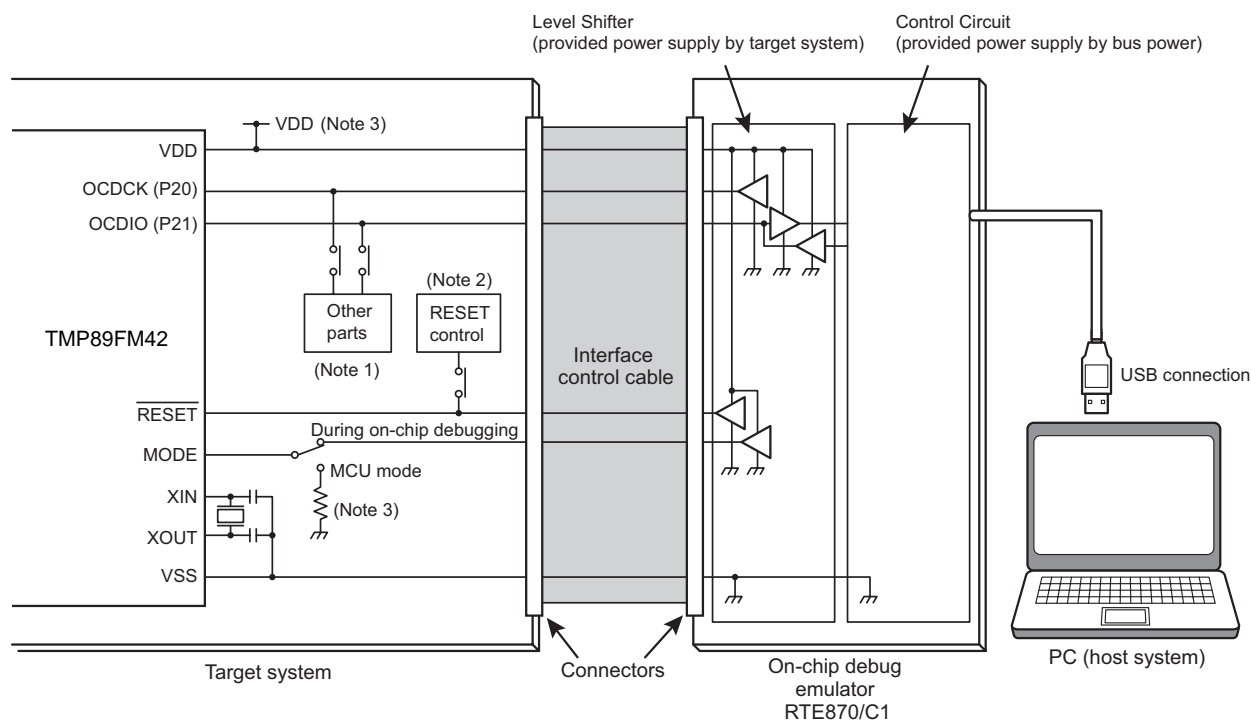 Level Shifter
(provided power supply by target system)
Control Circuit
(provided power supply by bus power)
VDD (Note 3)
VDD
OCDCK (P20)
OCDIO (P21)
(Note 2)
Other
parts
RESET
control
TMP89FM42
(Note 1)
Interface
control cable
USB connection
RESET
During on-chip debugging
MODE
MCU mode
XIN
(Note 3)
XOUT
VSS
Target system
Connectors
On-chip debug
emulator
RTE870/C1
PC (host system)